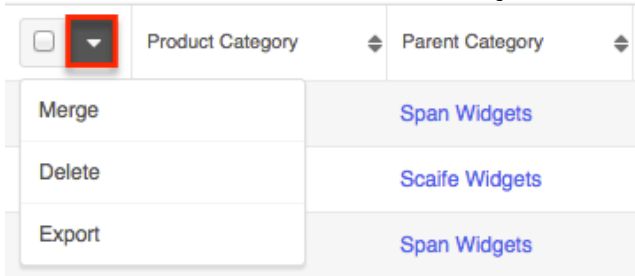 Product Category Parent Category
Merge Span Widgets
Delete Scaife Widgets
Export Span Widgets